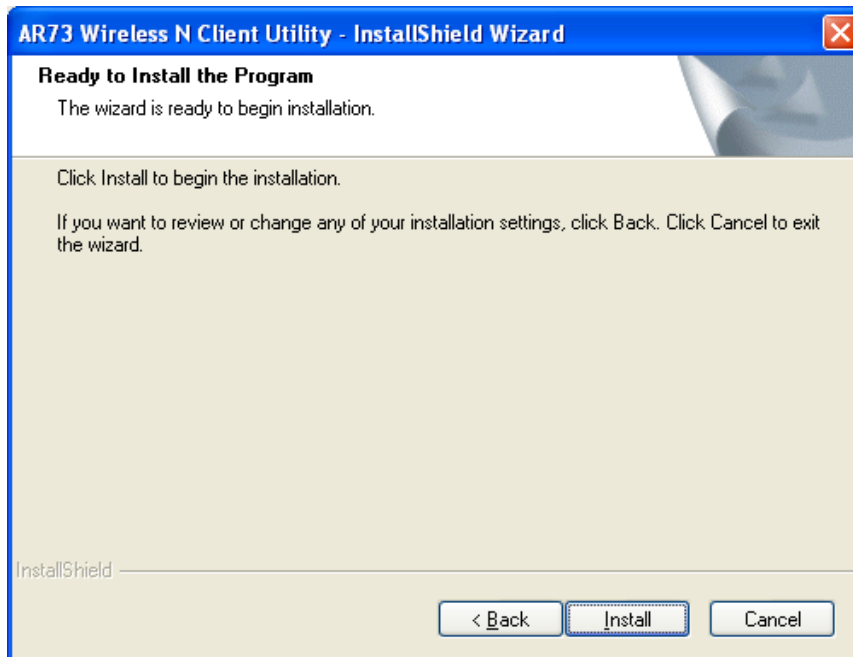 AR73 Wireless N Client Utility - InstallShield Wizard
Ready to Install the Program
The wizard is ready to begin installation.
Click Install to begin the installation.
If you want to review or change any of your installation settings, click Back. Click Cancel to exit
the wizard.
InstallShield
< Back
Install
Cancel